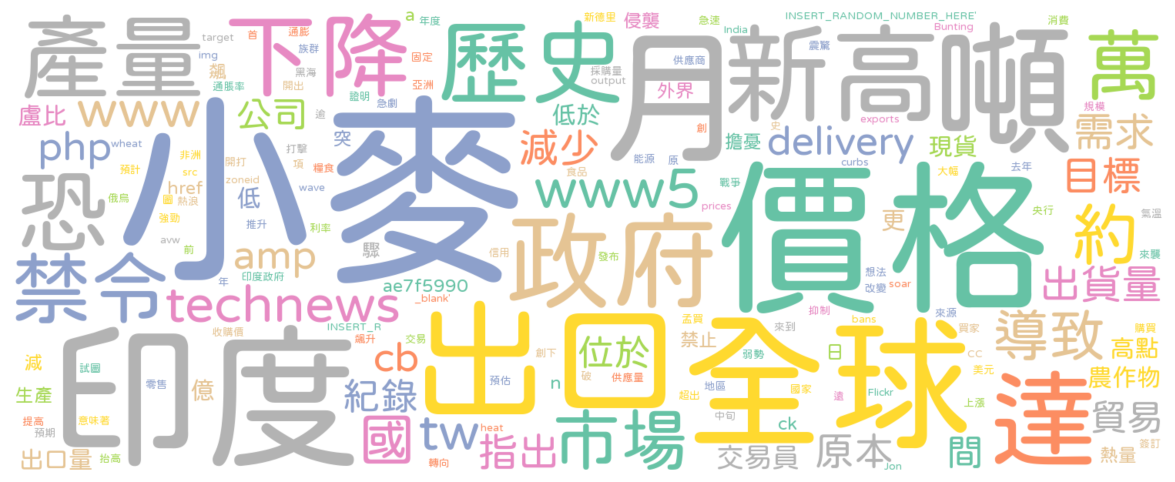 INSERT_RANDOM_NUMBER_HERE'
產量
target
首
通膨
下降
a
年度
歷史
新德里
侵襲
急速
India
月
新高
震驚
Bunting
噸
消費
萬
img
飆
族群
黑海
固定
採購量
output
供應商
外界
通脹率
開出
亞洲
盧比
www
公司
逾
證明
急劇
低於
創
exports
史
規模
需求
php
wheat
小麥
打擊
突
減少
擔憂
delivery
現貨
預計
非洲
開打
項
糧食
食品
能源
原
curbs
大幅
去年
目標
恐
src
href
zoneid
低
wave
www5
戰爭
價格
俄烏
圖
熱浪
prices
央行
強勁
推升
利率
政府
更
約
氣溫
avw
前
amp
驟
信用
發布
來襲
禁令
年
印度政府
ae7f5990
_blank'
想法
改變
soar
出貨量
technews
抑制
來源
INSERT_R
收購價
飆升
交易
出口
孟買
禁止
來到
全球
bans
買家
導致
購買
高點
印度
減
試圖
零售
億
cb
創下
位於
弱勢
日
cc
美元
農作物
生產
紀錄
預估
n
破
供應量
地區
國家
超出
遠
Flickr
上漲
達
提高
意味著
預期
國
tw
heat
指出
市場
中旬
ck
貿易
出口量
抬高
轉向
交易員
原本
Jon
間
熱量
簽訂